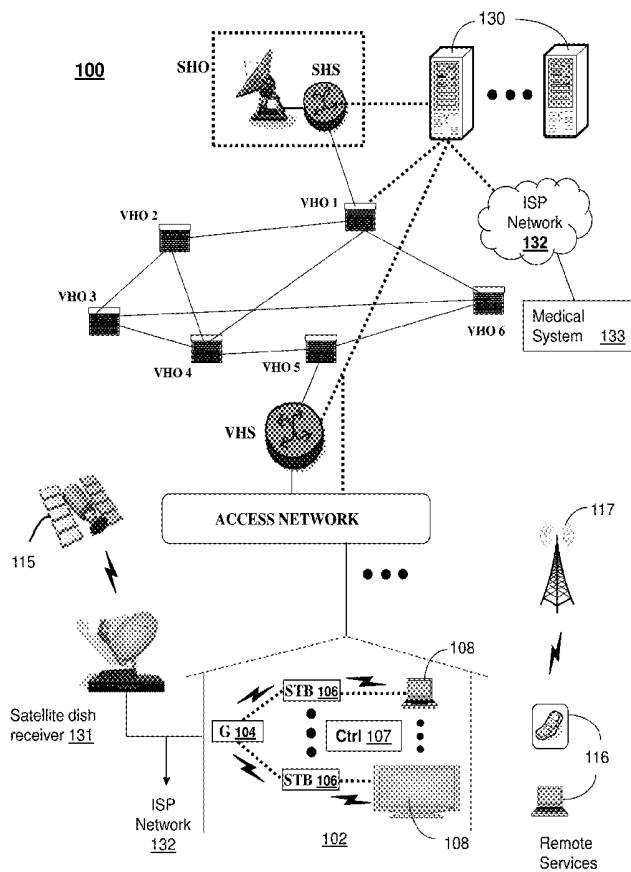 130
100
SHO
SHS
VHO 1
VHO 2
ISP
Network
132
VHO 3
VHO 6
Medical
System 133
VHO 4
VHO 5
VHS
ACCESS NETWORK
115
117
108
STB 106
Satellite dish
receiver 131
G 104
Ctrl 107
116
STB 106
ISP
Network
132
102
108
Remote
Services